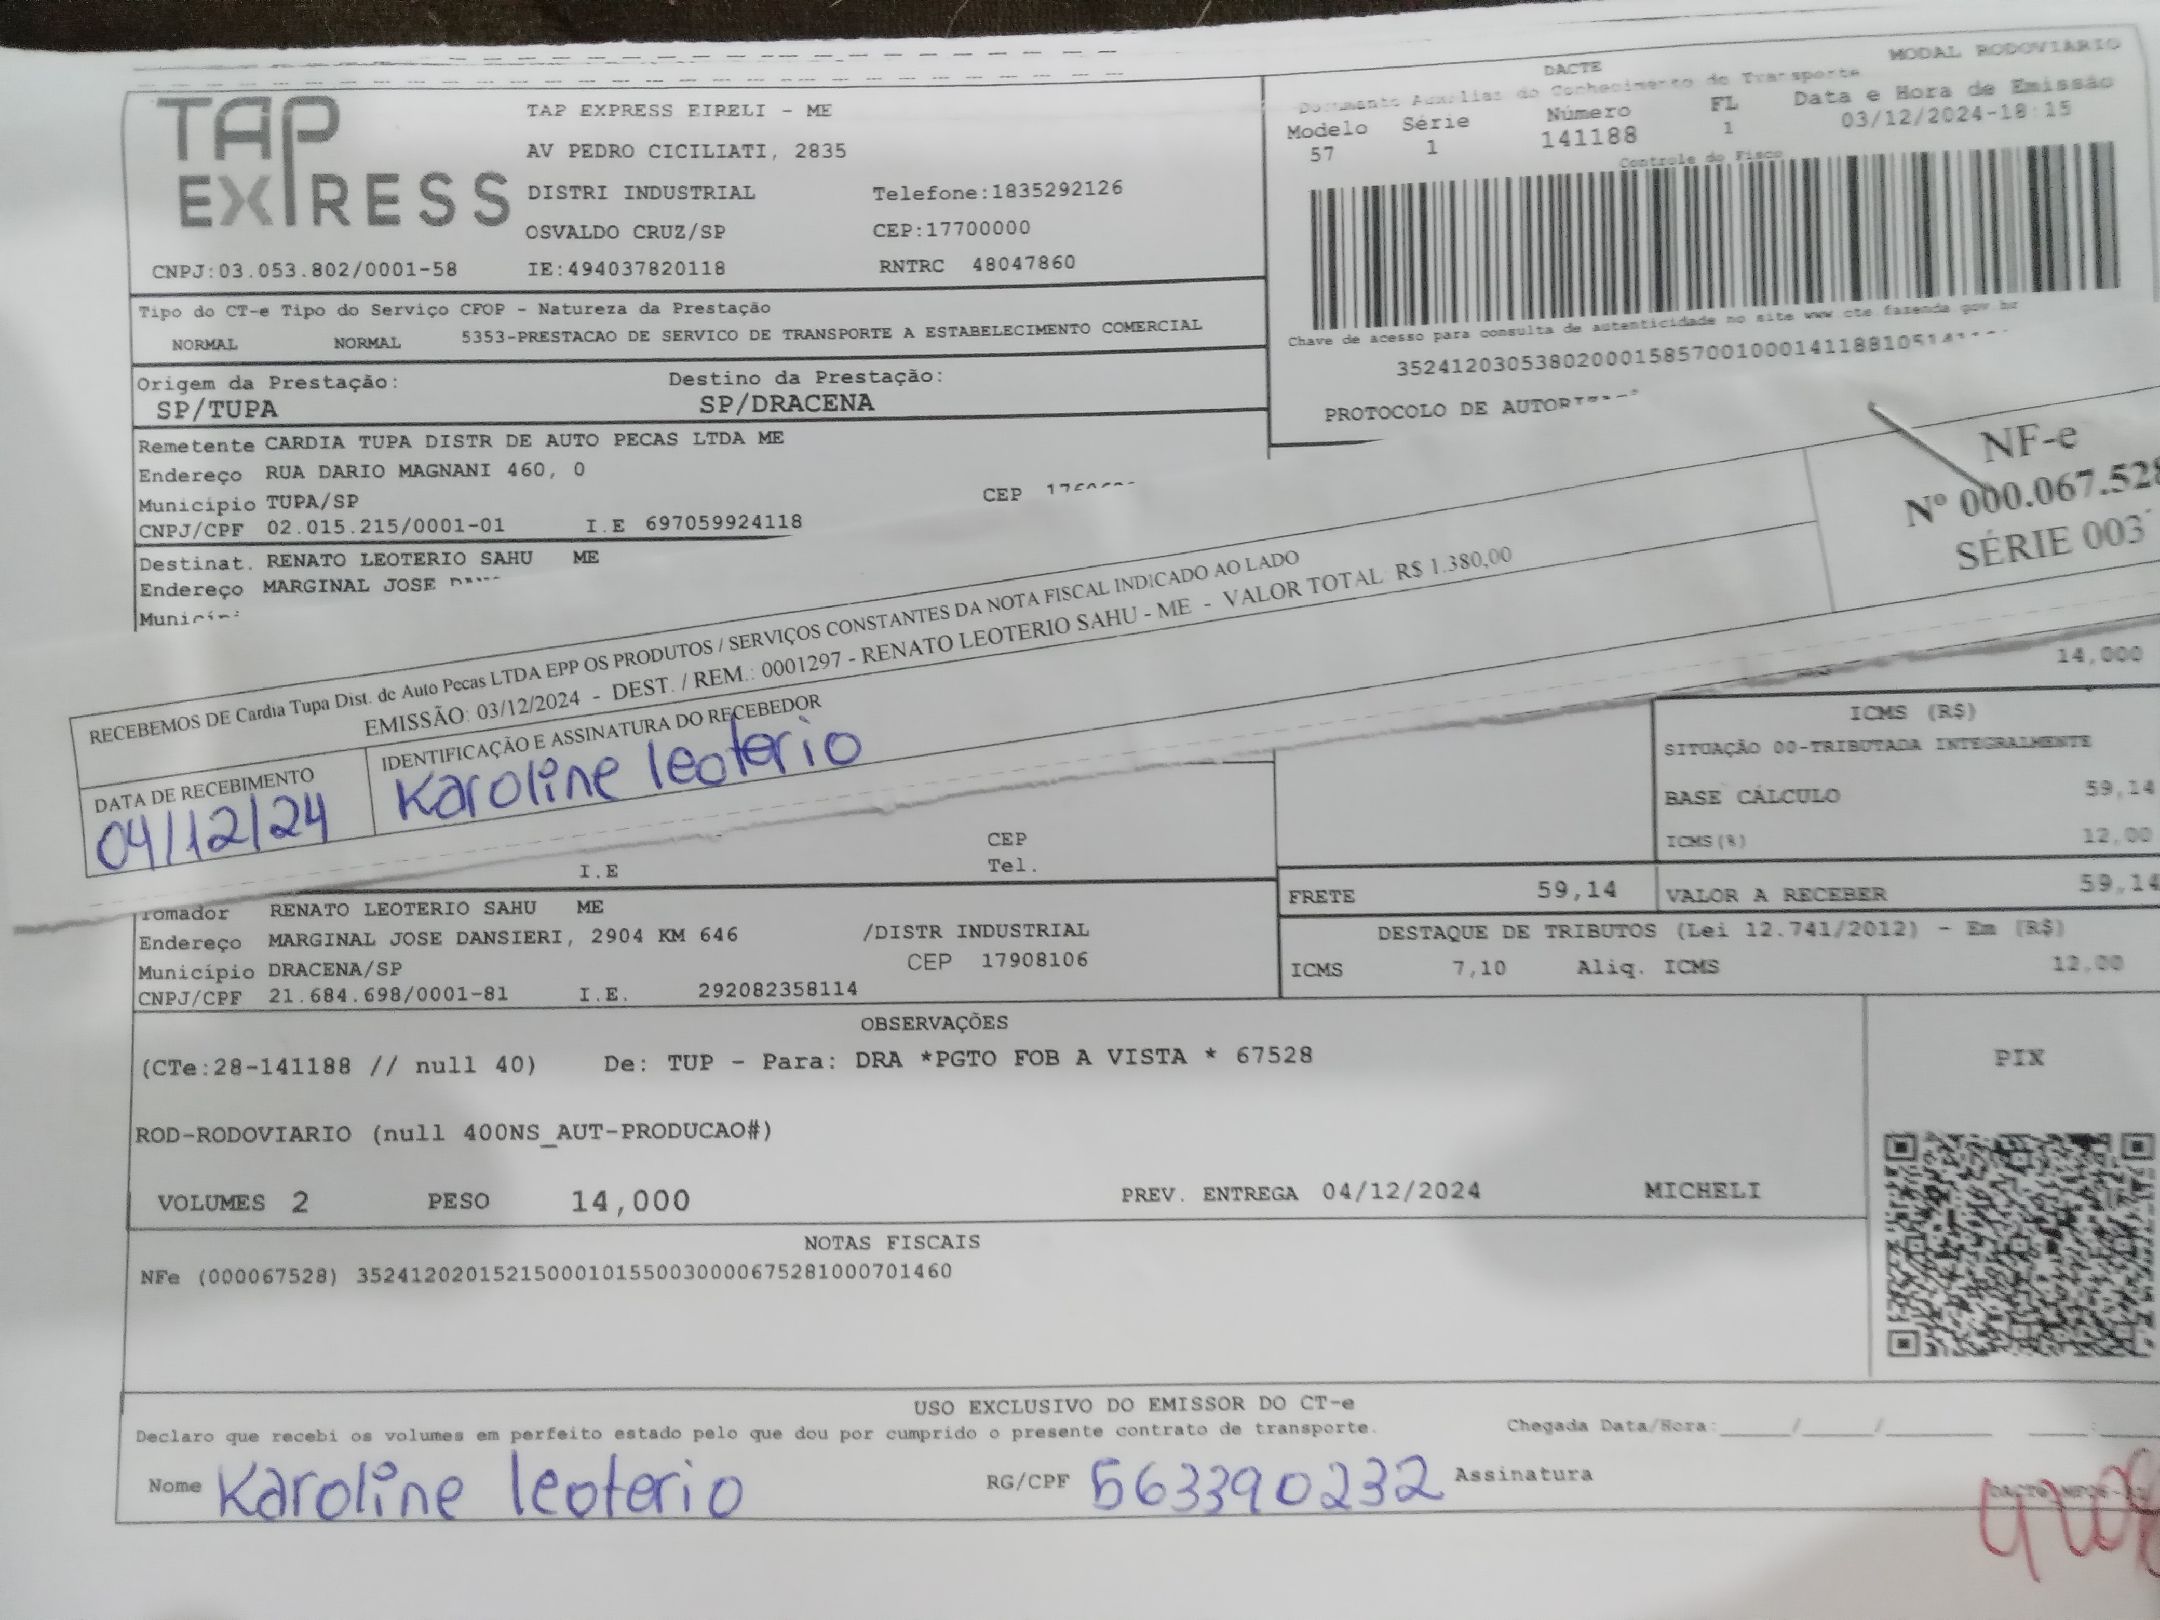 TAP EXPRESS
TAP EXPRESS EIRELI - ME
AV PEDRO CICILIATI, 2835
DISTRI INDUSTRIAL Telefone:1835292126
OSVALDO CRUZ/SP CEP:17700000
CNPJ:03.053.802/0001-58 IE:494037820118 RNTRC 48047860
MODAL RODOVIARIO
DACTE
Documento Auxiliar do Conhecimento de Transporte
Modelo Série Número FL Data e Hora de Emissão
57 1 141188 1 03/12/2024-18:15
Controle do Fisco
Chave de acesso para consulta de autenticidade no site www.cte.fazenda.gov.br
PROTOCOLO DE
Tipo do CT-e Tipo do Serviço CFOP - Natureza da Prestação
NORMAL NORMAL 5353-PRESTACAO DE SERVICO DE TRANSPORTE A ESTABELECIMENTO COMERCIAL
Origem da Prestação: Destino da Prestação:
SP/TUPA SP/DRACENA
Remetente CARDIA TUPA DISTR DE AUTO PECAS LTDA ME
Endereço RUA DARIO MAGNANI 460, 0
Município TUPA/SP CEP
CNPJ/CPF 02.015.215/0001-01 I.E 697059924118
Destinat. RENATO LEOTERIO SAHU ME
Endereço MARGINAL JOSE
NF-e
Nº 000.067.528
SÉRIE 003
RECEBEMOS DE Cardia Tupa Dist. de Auto Pecas LTDA EPP OS PRODUTOS / SERVIÇOS CONSTANTES DA NOTA FISCAL INDICADO AO LADO
EMISSÃO: 03/12/2024 - DEST. / REM.: 0001297 - RENATO LEOTERIO SAHU - ME - VALOR TOTAL R$ 1.380,00
DATA DE RECEBIMENTO IDENTIFICAÇÃO E ASSINATURA DO RECEBEDOR
04/12/24 Karoline leoterio
14,000
ICMS (R$)
SITUAÇÃO 00-TRIBUTADA INTEGRALMENTE
BASE CÁLCULO 59,14
ICMS(%) 12,00
CEP
I.E Tel.
FRETE 59,14 VALOR A RECEBER 59,14
Tomador RENATO LEOTERIO SAHU ME
Endereço MARGINAL JOSE DANSIERI, 2904 KM 646 /DISTR INDUSTRIAL
Município DRACENA/SP CEP 17908106
CNPJ/CPF 21.684.698/0001-81 I.E. 292082358114
DESTAQUE DE TRIBUTOS (Lei 12.741/2012) - Em (R$)
ICMS 7,10 Aliq. ICMS 12,00
OBSERVAÇÕES
(CTe:28-141188 // null 40) De: TUP - Para: DRA *PGTO FOB A VISTA * 67528
PIX
ROD-RODOVIARIO (null 400NS_AUT-PRODUCAO#)
VOLUMES 2 PESO 14,000 PREV. ENTREGA 04/12/2024 MICHELI
NOTAS FISCAIS
NFe (000067528) 35241202015215000101550030000675281000701460
USO EXCLUSIVO DO EMISSOR DO CT-e
Declaro que recebi os volumes em perfeito estado pelo que dou por cumprido o presente contrato de transporte. Chegada Data/Hora:
Nome Karoline leoterio RG/CPF 563390232 Assinatura